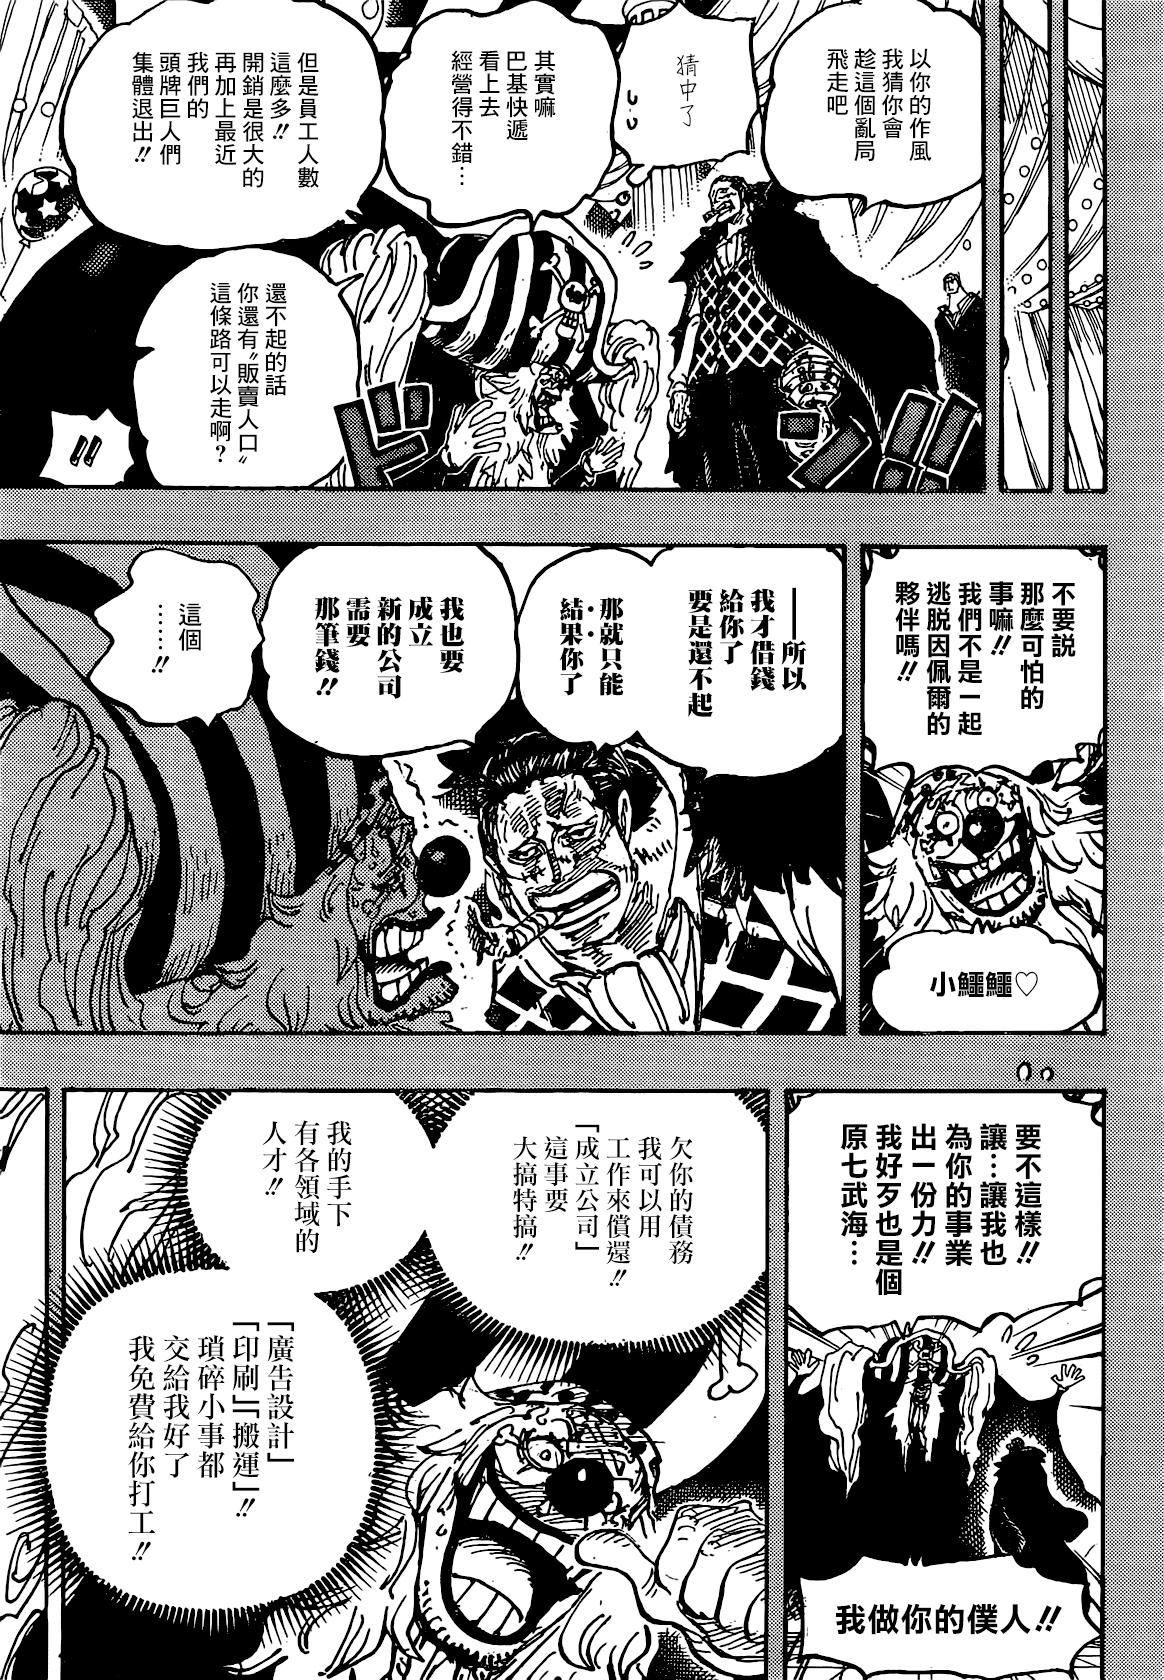 以你的作風
我猜你會
趁這個亂局
飛走吧
猜中了
其實嘛
巴基快遞
看上去
經營得不錯…
但是員工人數
這麼多!!
開銷是很大的
再加上最近
我們的
頭牌巨人們
集體退出!!
還不起的話
你還有〝販賣人口〟
這條路可以走啊?
!!
ドン
ドン
不要說
那麼可怕的
事嘛!!
我們不是一起
逃脱因佩爾的
夥伴嗎!!
小鱷鱷♡
──所以
我才借錢
給你了
要是還不起
那就只能
結果你了
我也要
成立
新的公司
需要
那筆錢!!
這個
……!!
要不這樣!!
讓…讓我也
為你的事業
出一份力!!
我好歹也是個
原七武海…
我做你的僕人!!
欠你的債務
我可以用
工作來償還!!
「成立公司」
這事要
大搞特搞!!
我的手下
有各領域的
人才!!
「廣告設計」
「印刷」「搬運」!!
瑣碎小事都
交給我好了
我免費給你打工!!